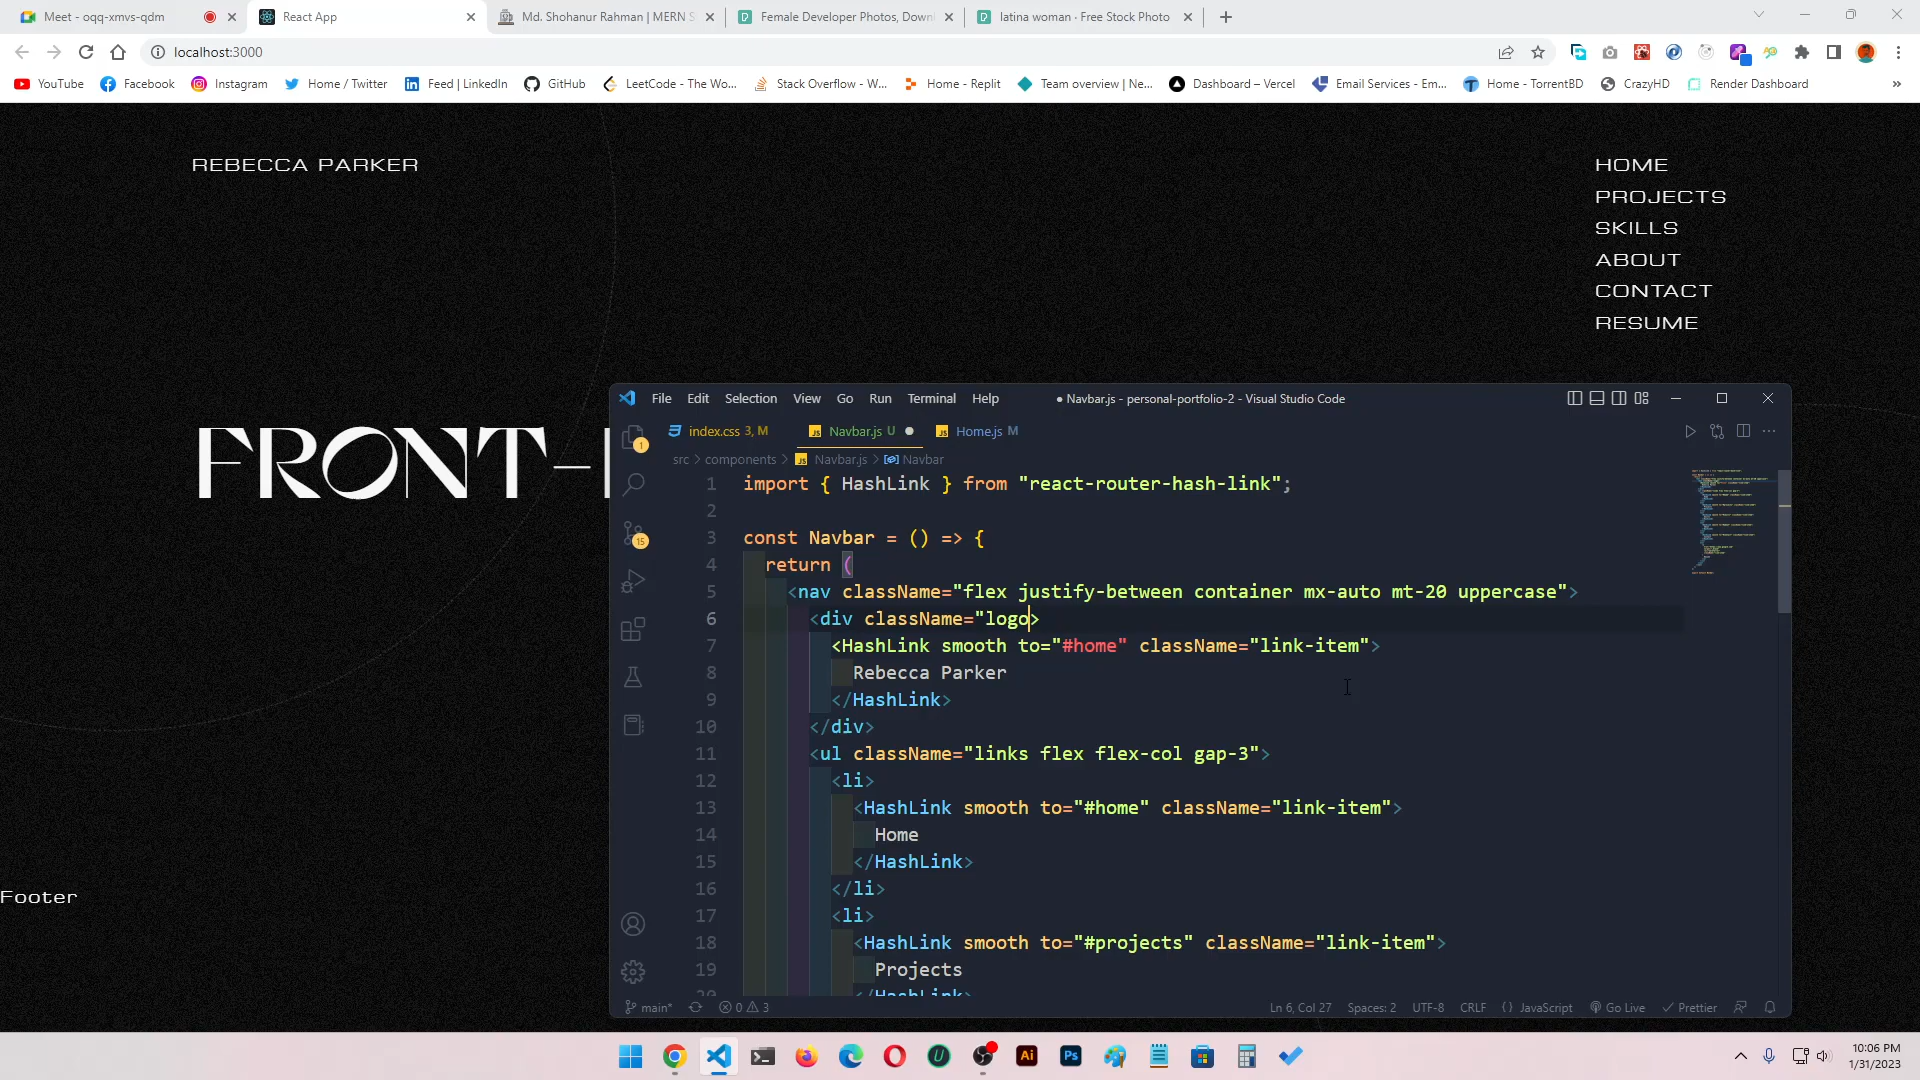 Meet - oqq-xmvs-qdm
React App
Md. Shohanur Rahman | MERN S
Female Developer Photos, Downl
latina woman · Free Stock Photo
localhost:3000
YouTube
Facebook
Instagram
Home / Twitter
Feed | LinkedIn
GitHub
LeetCode - The Wo...
Stack Overflow - W...
Home - Replit
Team overview | Ne...
Dashboard – Vercel
Email Services - Em...
Home - TorrentBD
CrazyHD
Render Dashboard
»
REBECCA PARKER
HOME
PROJECTS
SKILLS
ABOUT
CONTACT
RESUME
FRONT-
Footer
File Edit Selection View Go Run Terminal Help
● Navbar.js - personal-portfolio-2 - Visual Studio Code
index.css 3, M
Navbar.js U
Home.js M
src > components > JS Navbar.js > Navbar
1 import { HashLink } from "react-router-hash-link";
2
3 const Navbar = () => {
4 return (
5 <nav className="flex justify-between container mx-auto mt-20 uppercase">
6 <div className="logo>
7 <HashLink smooth to="#home" className="link-item">
8 Rebecca Parker
9 </HashLink>
10 </div>
11 <ul className="links flex flex-col gap-3">
12 <li>
13 <HashLink smooth to="#home" className="link-item">
14 Home
15 </HashLink>
16 </li>
17 <li>
18 <HashLink smooth to="#projects" className="link-item">
19 Projects
20 </HashLink>
1
15
main*
0
3
Ln 6, Col 27
Spaces: 2
UTF-8
CRLF
{ } JavaScript
Go Live
Prettier
Ai
Ps
10:06 PM
1/31/2023